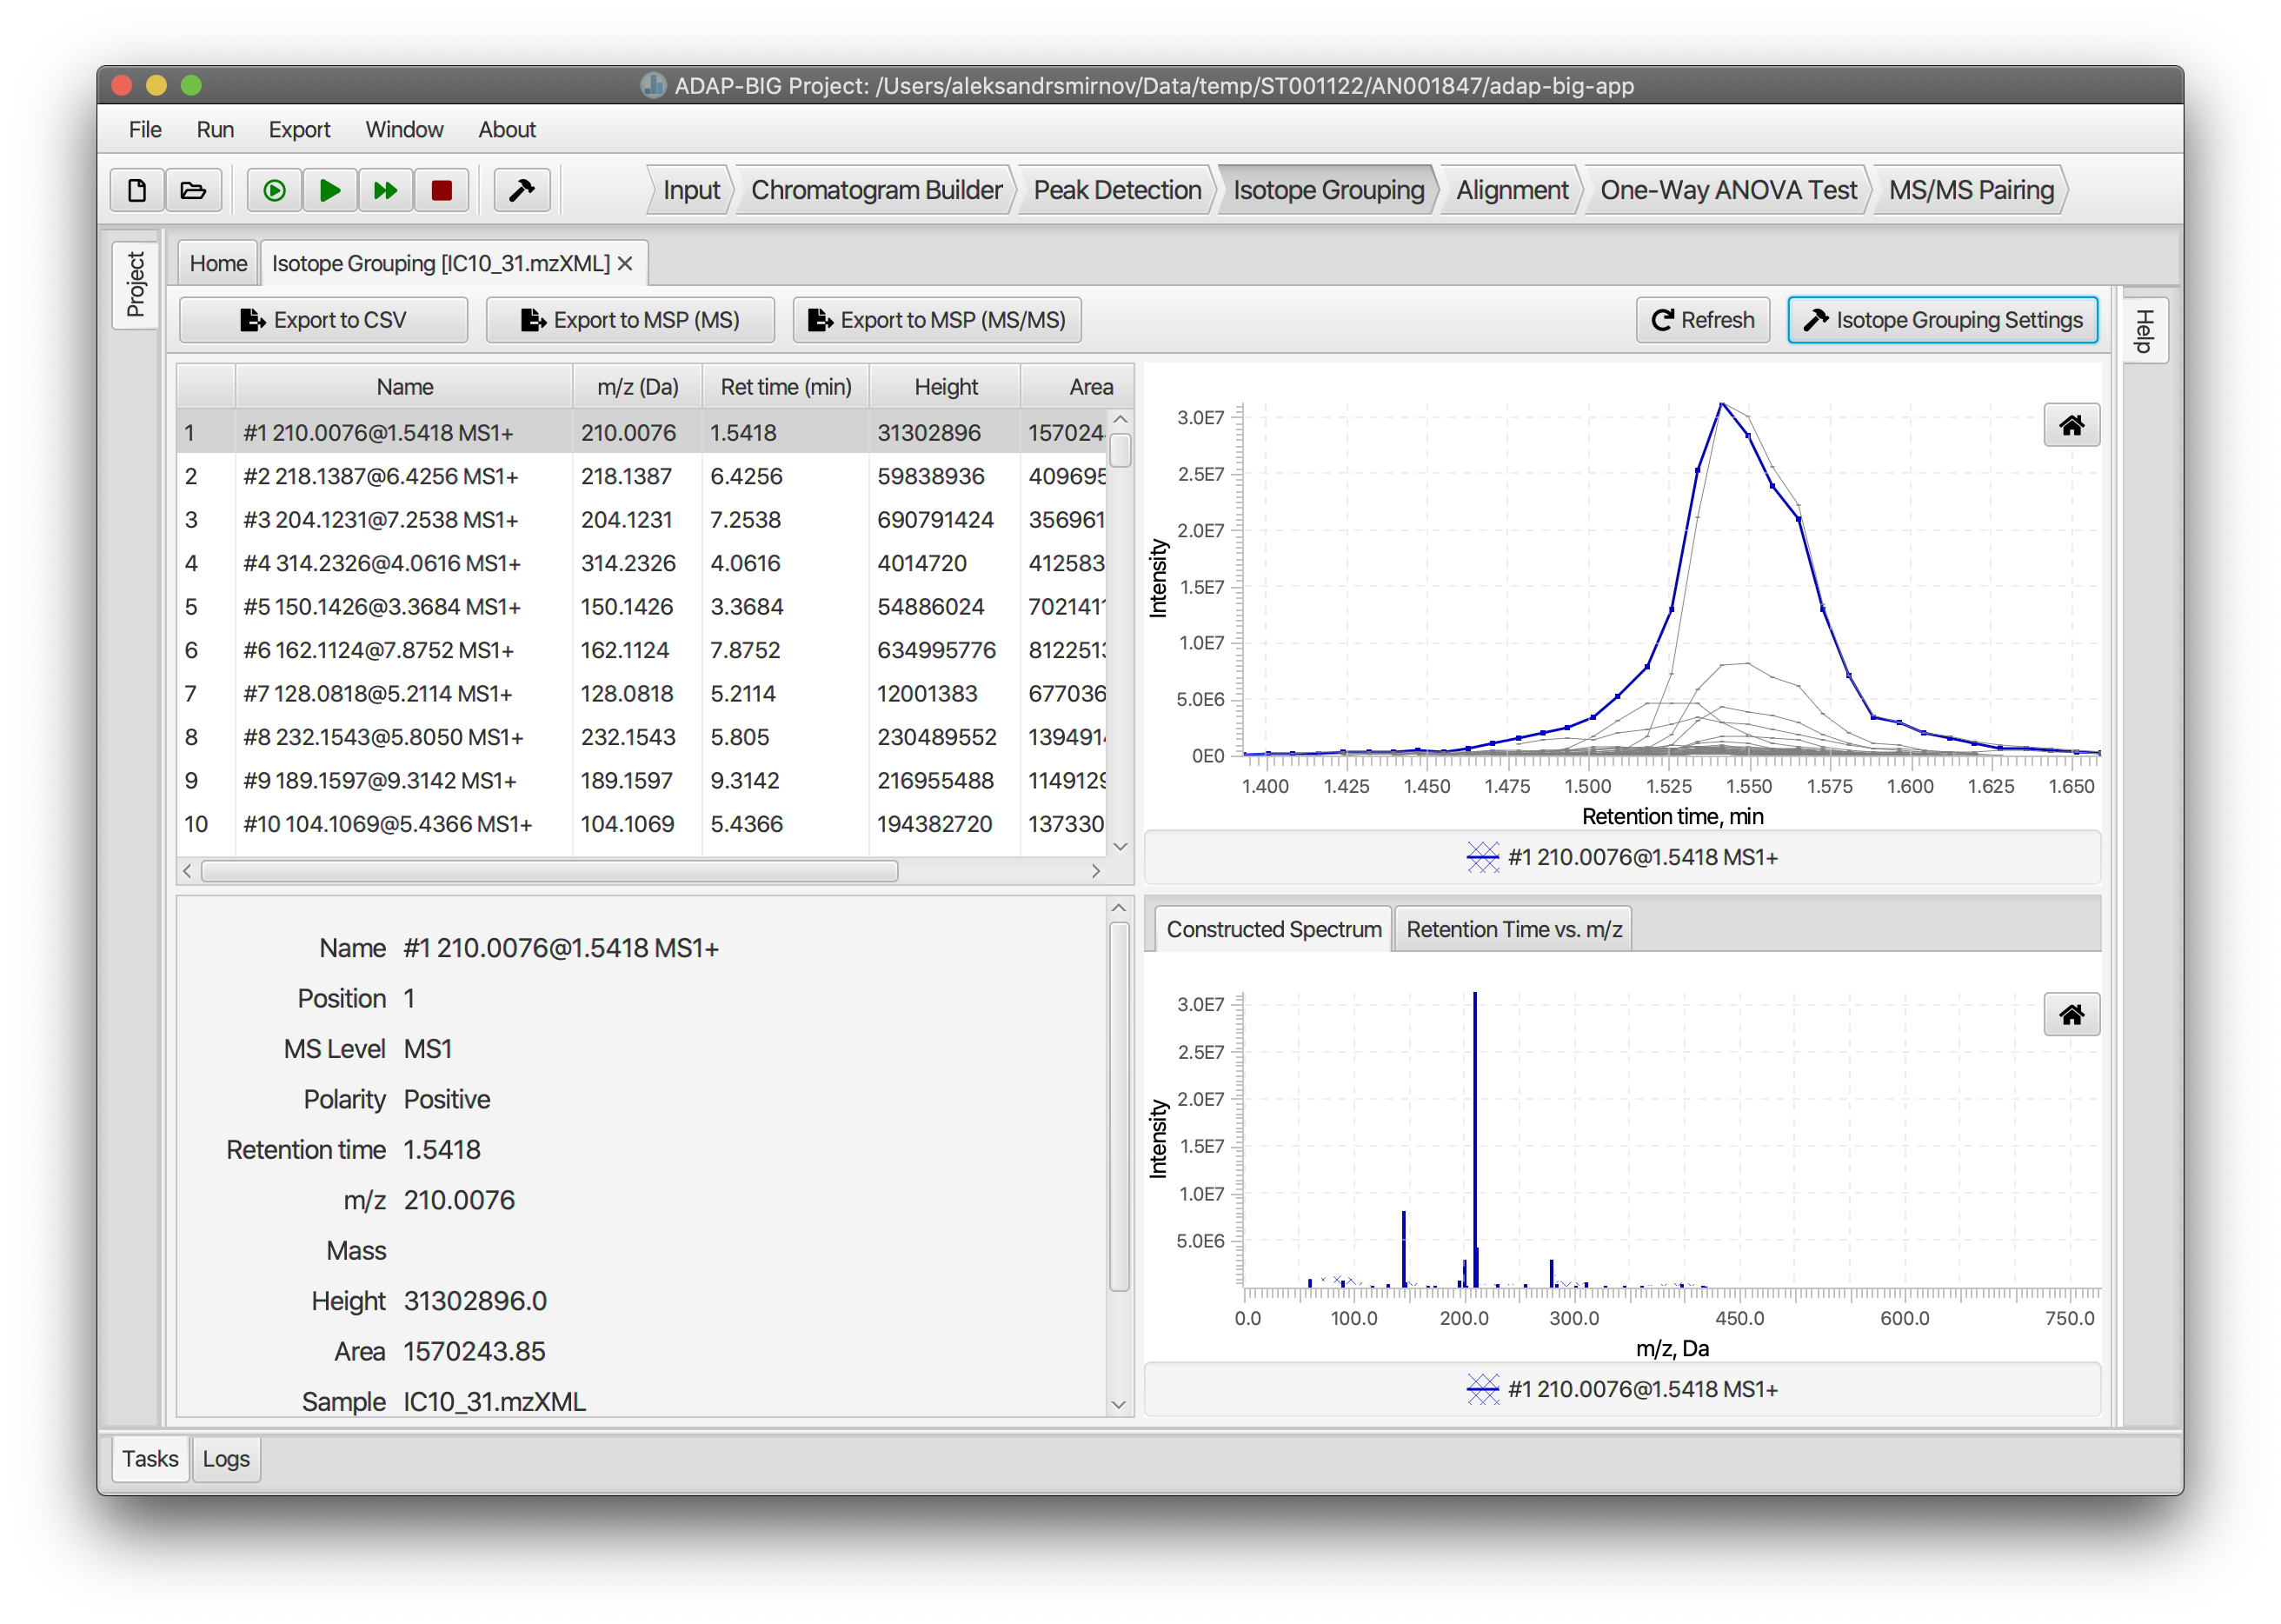 ADAP-BIG Project: /Users/aleksandrsmirnov/Data/temp/ST001122/AN001847/adap-big-app
File Run Export Window About
Input Chromatogram Builder Peak Detection Isotope Grouping Alignment One-Way ANOVA Test MS/MS Pairing
Project
Home Isotope Grouping [IC10_31.mzXML]
Export to CSV Export to MSP (MS) Export to MSP (MS/MS) Refresh Isotope Grouping Settings
Help
Name m/z (Da) Ret time (min) Height Area
1 #1 210.0076@1.5418 MS1+ 210.0076 1.5418 31302896 157024
2 #2 218.1387@6.4256 MS1+ 218.1387 6.4256 59838936 409695
3 #3 204.1231@7.2538 MS1+ 204.1231 7.2538 690791424 356961
4 #4 314.2326@4.0616 MS1+ 314.2326 4.0616 4014720 412583
5 #5 150.1426@3.3684 MS1+ 150.1426 3.3684 54886024 702141
6 #6 162.1124@7.8752 MS1+ 162.1124 7.8752 634995776 812251
7 #7 128.0818@5.2114 MS1+ 128.0818 5.2114 12001383 677036
8 #8 232.1543@5.8050 MS1+ 232.1543 5.805 230489552 139491
9 #9 189.1597@9.3142 MS1+ 189.1597 9.3142 216955488 114912
10 #10 104.1069@5.4366 MS1+ 104.1069 5.4366 194382720 137330
3.0E7
2.5E7
2.0E7
1.5E7
1.0E7
5.0E6
0E0
Intensity
1.400 1.425 1.450 1.475 1.500 1.525 1.550 1.575 1.600 1.625 1.650
Retention time, min
#1 210.0076@1.5418 MS1+
Name #1 210.0076@1.5418 MS1+
Position 1
MS Level MS1
Polarity Positive
Retention time 1.5418
m/z 210.0076
Mass
Height 31302896.0
Area 1570243.85
Sample IC10_31.mzXML
Constructed Spectrum Retention Time vs. m/z
3.0E7
2.5E7
2.0E7
1.5E7
1.0E7
5.0E6
Intensity
0.0 100.0 200.0 300.0 450.0 600.0 750.0
m/z, Da
#1 210.0076@1.5418 MS1+
Tasks Logs